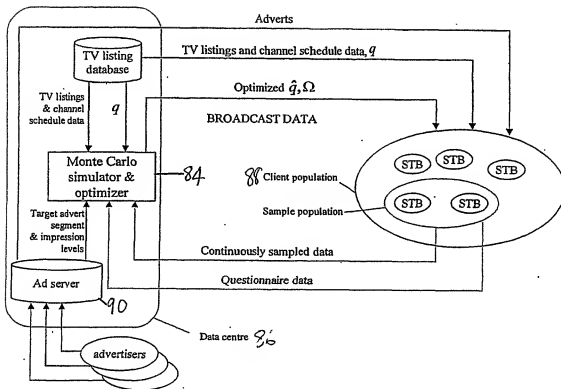 Adverts
TV listing
database
TV listings and channel schedule data, q
TV listings
& channel
schedule data
q
Optimized q̂, Ω
BROADCAST DATA
Monte Carlo
simulator &
optimizer
84
88 Client population
STB
STB
STB
Sample population
STB
STB
Target advert
segment
& impression
levels
Continuously sampled data
Questionnaire data
Ad server
90
Data centre 86
advertisers